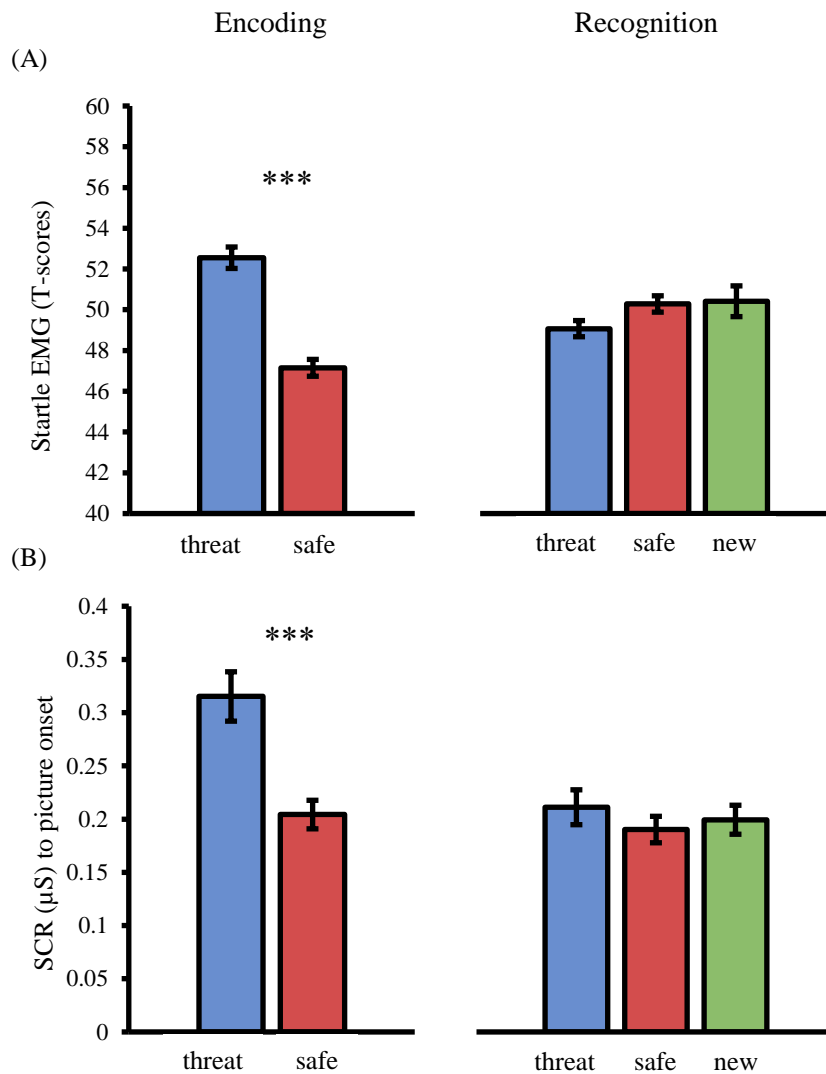 Encoding Recognition
(A)
Startle EMG (T-scores)
60
58
56
54
52
50
48
46
44
42
40
***
threat safe
threat safe new
(B)
SCR (µS) to picture onset
0.4
0.35
0.3
0.25
0.2
0.15
0.1
0.05
0
***
threat safe
threat safe new